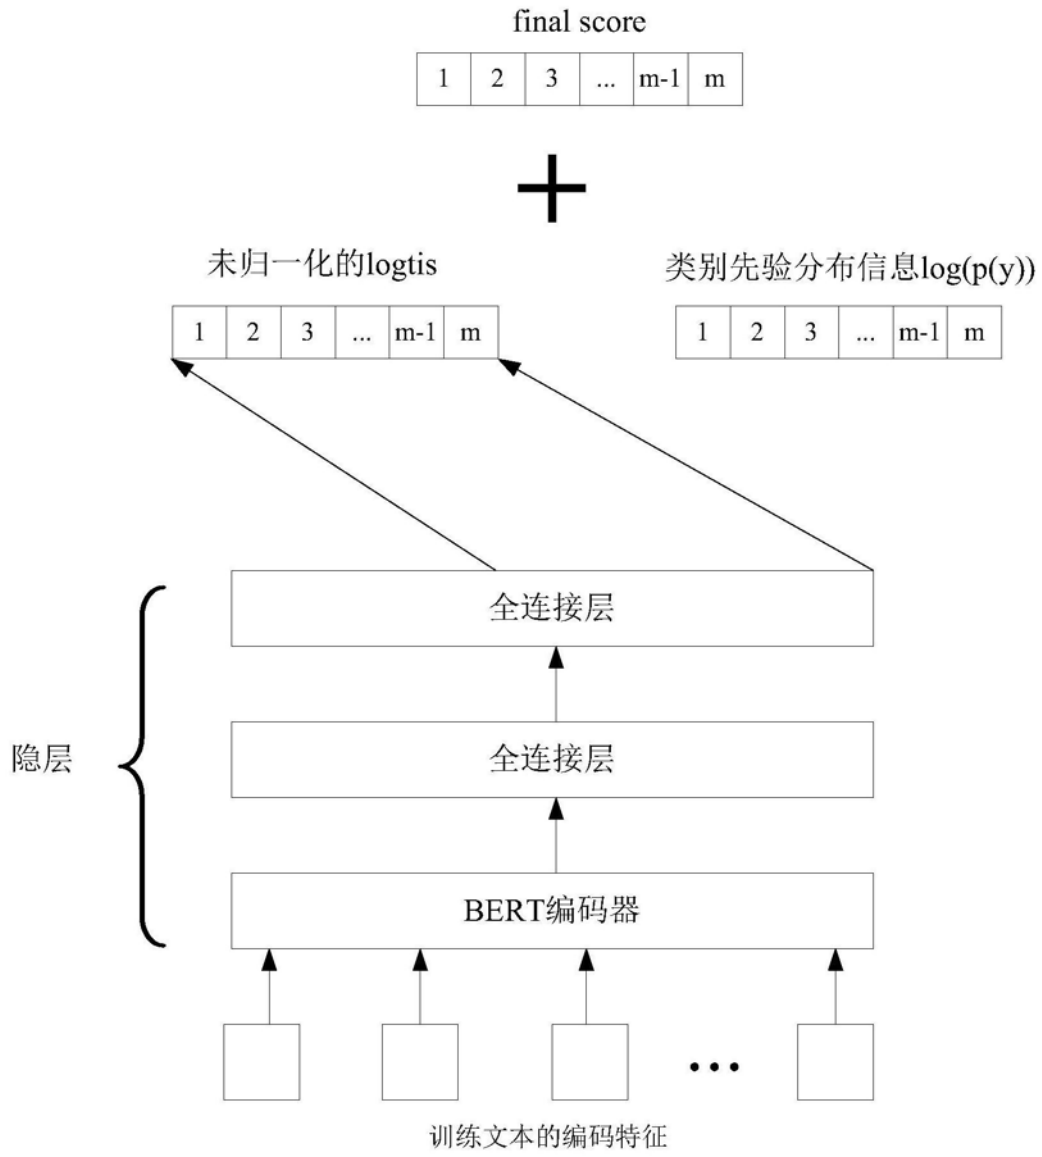 final score
1 2 3 ... m-1 m
未归一化的logtis
类别先验分布信息log(p(y))
1 2 3 ... m-1 m
1 2 3 ... m-1 m
全连接层
全连接层
隐层
BERT编码器
...
训练文本的编码特征